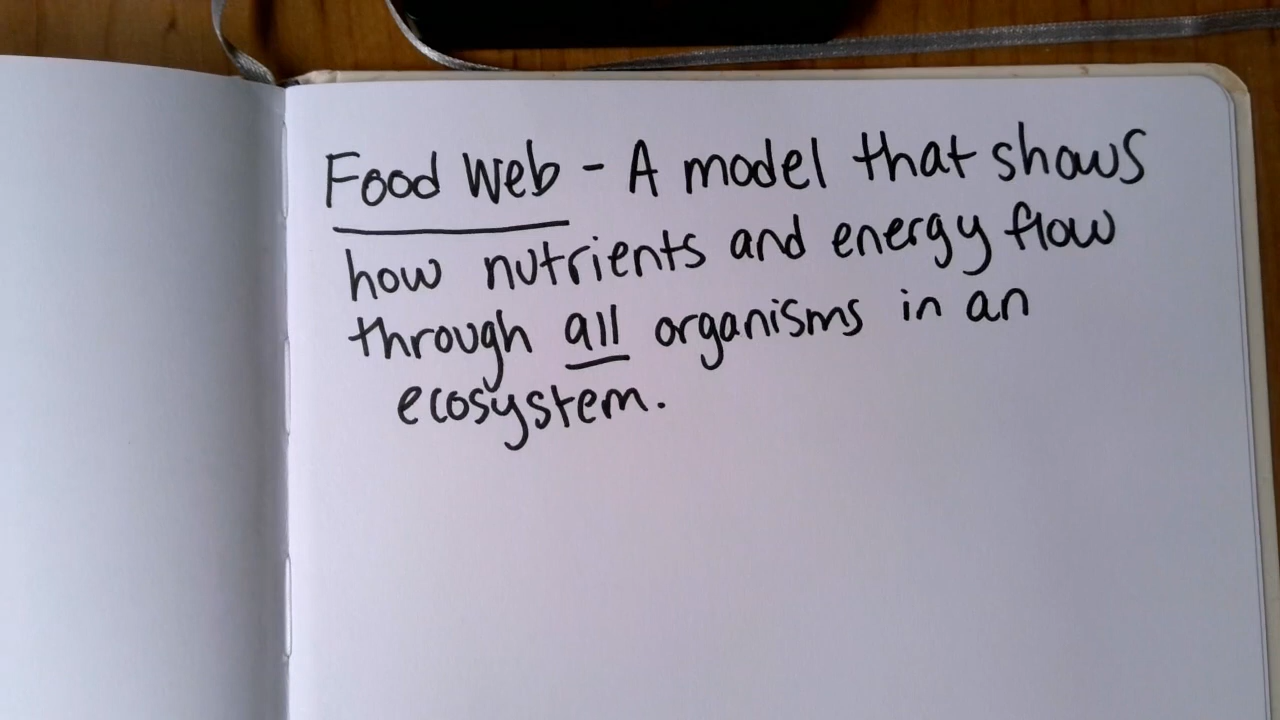 Food Web - A model that shows
how nutrients and energy flow
through all organisms in an
ecosystem.